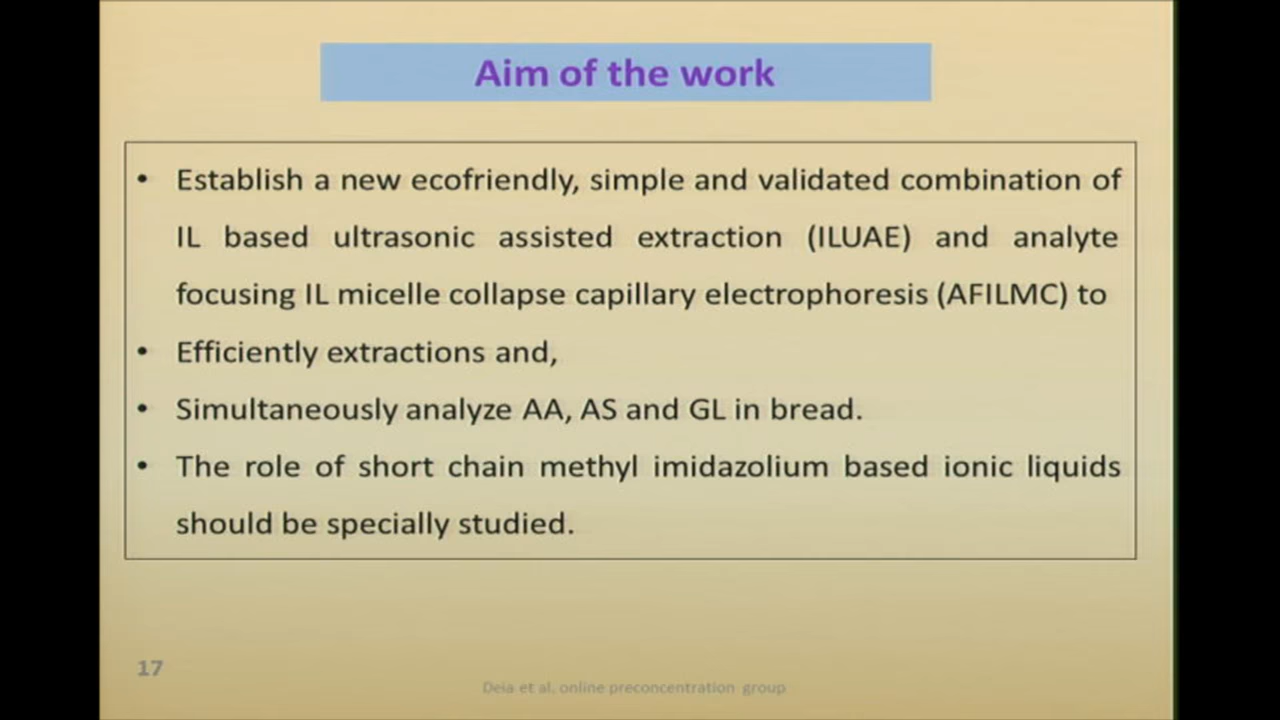 Aim of the work
• Establish a new ecofriendly, simple and validated combination of
IL based ultrasonic assisted extraction (ILUAE) and analyte
focusing IL micelle collapse capillary electrophoresis (AFILMC) to
• Efficiently extractions and,
• Simultaneously analyze AA, AS and GL in bread.
• The role of short chain methyl imidazolium based ionic liquids
should be specially studied.
17
Deia et al, online preconcentration group